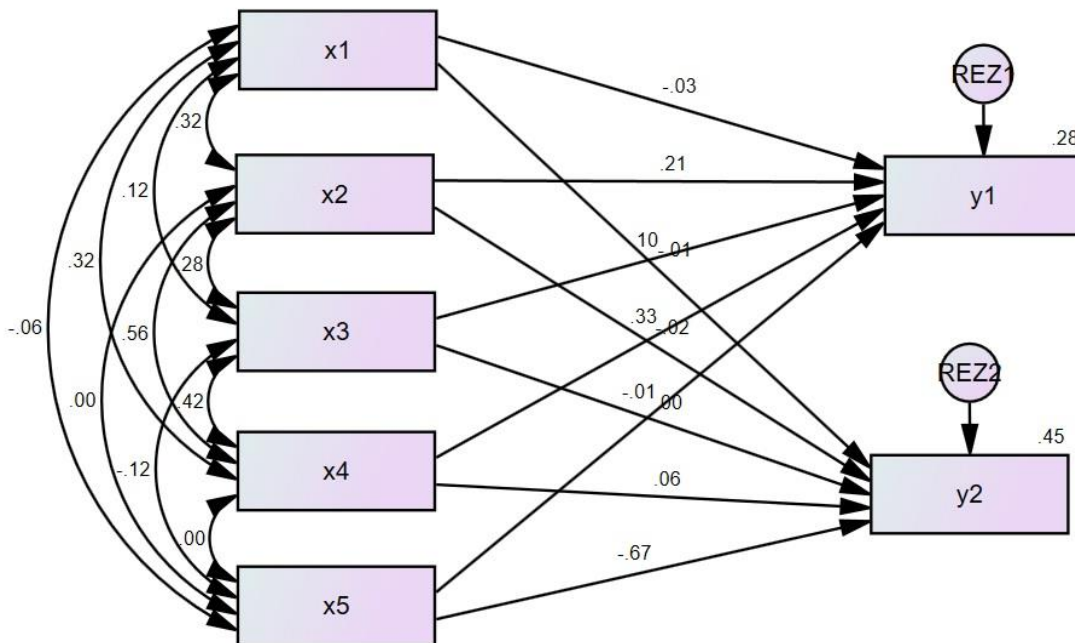 x1
-.03
REZ1
.32
.28
.12
x2
.21
y1
.32
.28
.10
-.01
-.06
.56
x3
.33
-.02
REZ2
.00
.42
-.01
.00
.45
-.12
x4
.06
y2
.00
-.67
x5